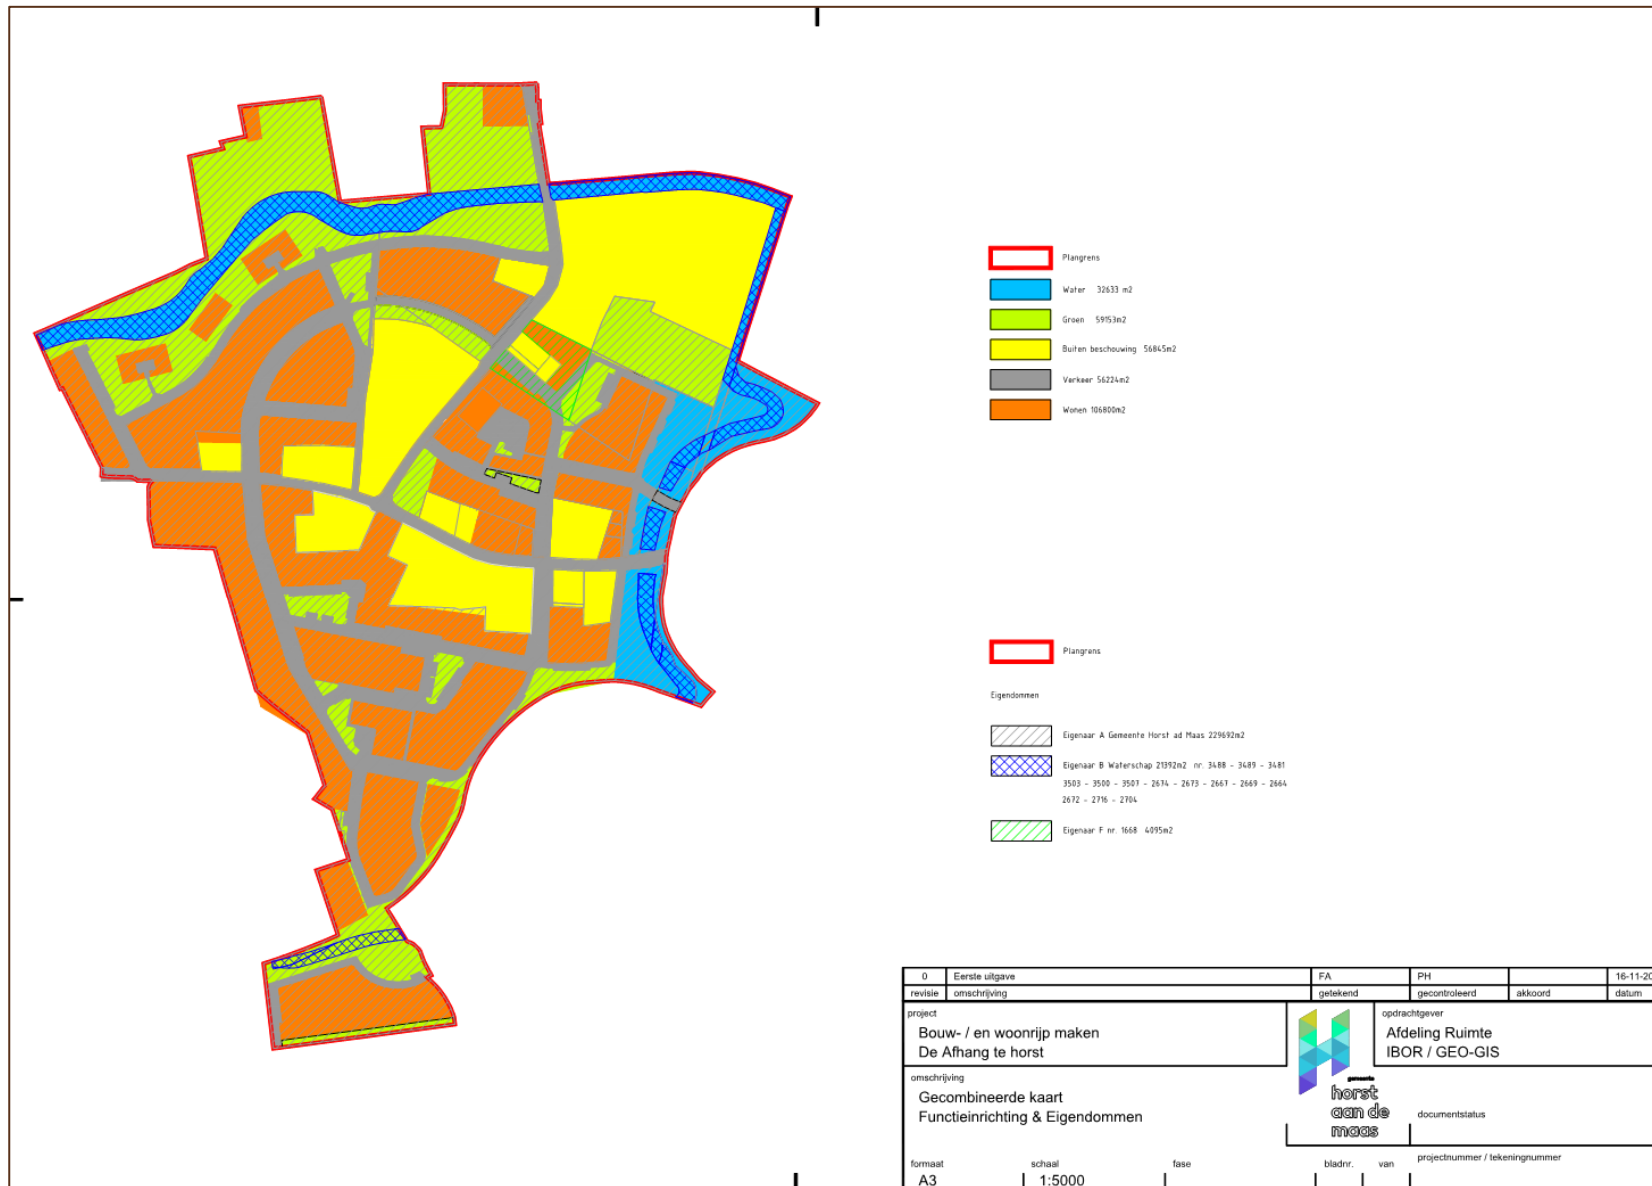 Plangrens
Water 32633 m2
Groen 59153m2
Buiten beschouwing 56845m2
Verkeer 56224m2
Wonen 106800m2
Plangrens
Eigendommen
Eigenaar A Gemeente Horst ad Maas 229692m2
Eigenaar B Waterschap 21392m2 nr. 3488 - 3489 - 3481
3503 - 3500 - 3507 - 2674 - 2673 - 2667 - 2669 - 2664
2672 - 2716 - 2704
Eigenaar F nr. 1668 4095m2
0 Eerste uitgave FA PH 16-11-20
revisie omschrijving getekend gecontroleerd akkoord datum
project
Bouw- / en woonrijp maken
De Afhang te horst
opdrachtgever
Afdeling Ruimte
IBOR / GEO-GIS
omschrijving
Gecombineerde kaart
Functieinrichting & Eigendommen
gemeente
horst
aan de
maas
documentstatus
projectnummer / tekeningnummer
formaat schaal fase bladnr. van
A3 1:5000